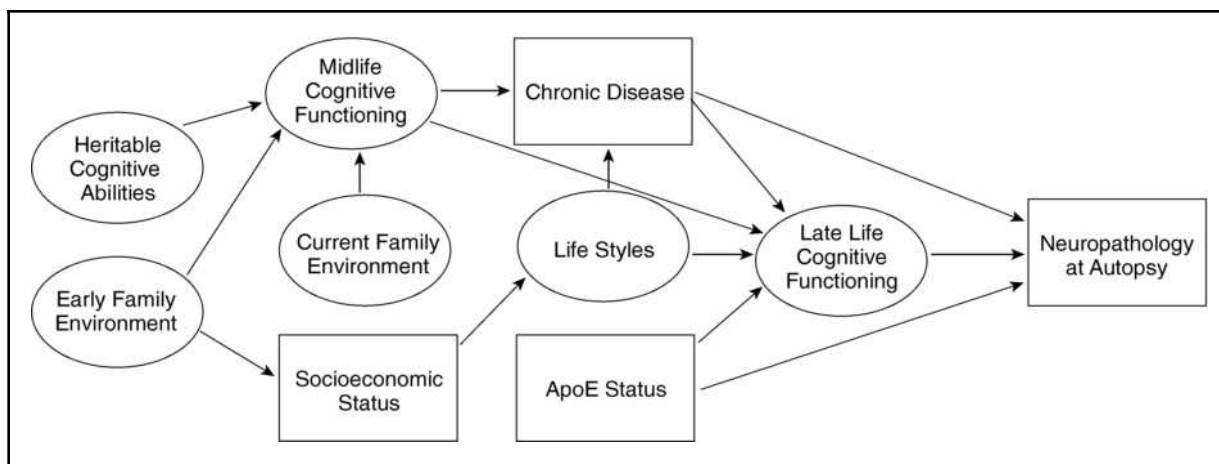 Midlife
Cognitive
Functioning
Chronic Disease
Heritable
Cognitive
Abilities
Current Family
Environment
Life Styles
Late Life
Cognitive
Functioning
Neuropathology
at Autopsy
Early Family
Environment
Socioeconomic
Status
ApoE Status